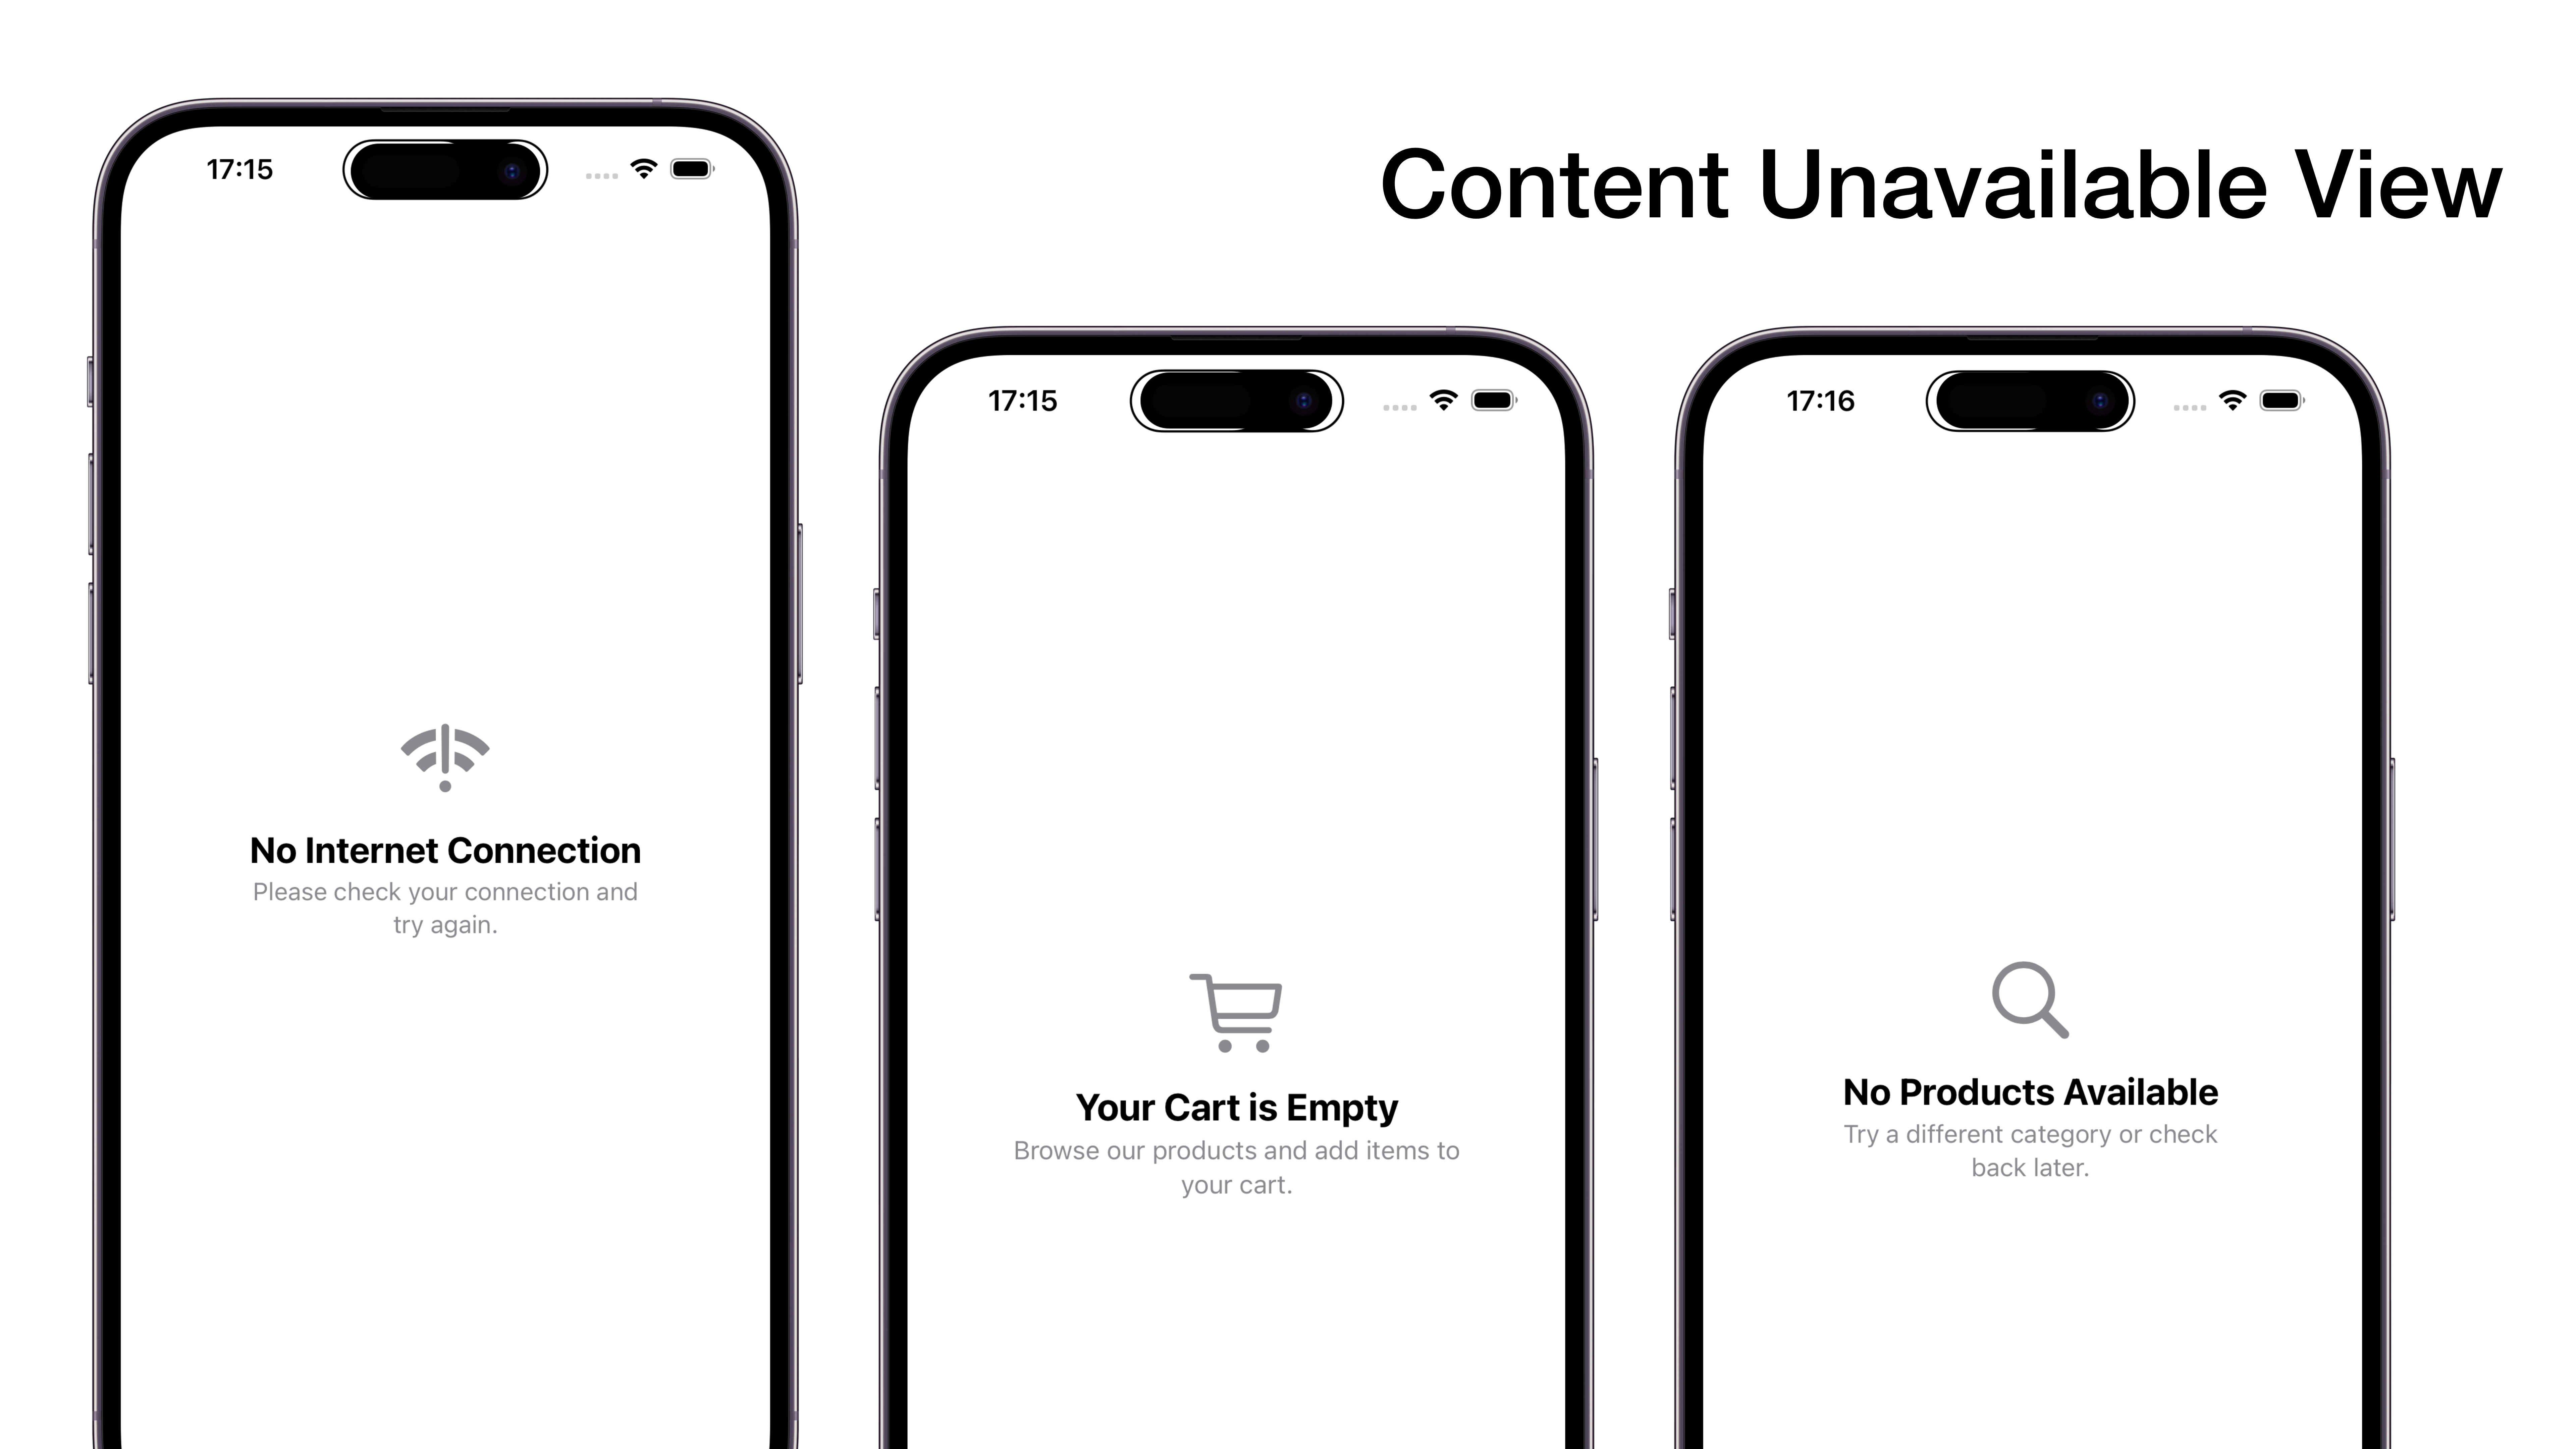 Content Unavailable View
17:15
No Internet Connection
Please check your connection and
try again.
17:15
Your Cart is Empty
Browse our products and add items to
your cart.
17:16
No Products Available
Try a different category or check
back later.